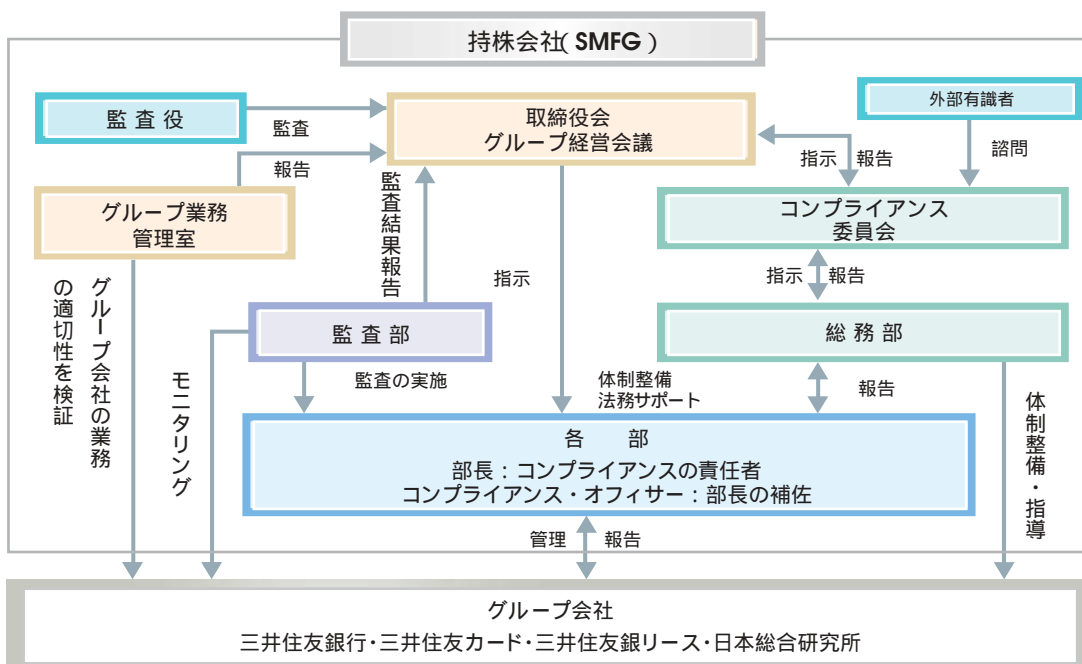 持株会社(SMFG)
監査役
監査
取締役会
グループ経営会議
外部有識者
諮問
指示 報告
報告
グループ業務
管理室
コンプライアンス
委員会
監査結果報告
指示
指示 報告
グループ会社の業務
の適切性を検証
監査部
総務部
モニタリング
監査の実施
体制整備
法務サポート
報告
体制整備・指導
各 部
部長:コンプライアンスの責任者
コンプライアンス・オフィサー:部長の補佐
管理 報告
グループ会社
三井住友銀行・三井住友カード・三井住友銀リース・日本総合研究所